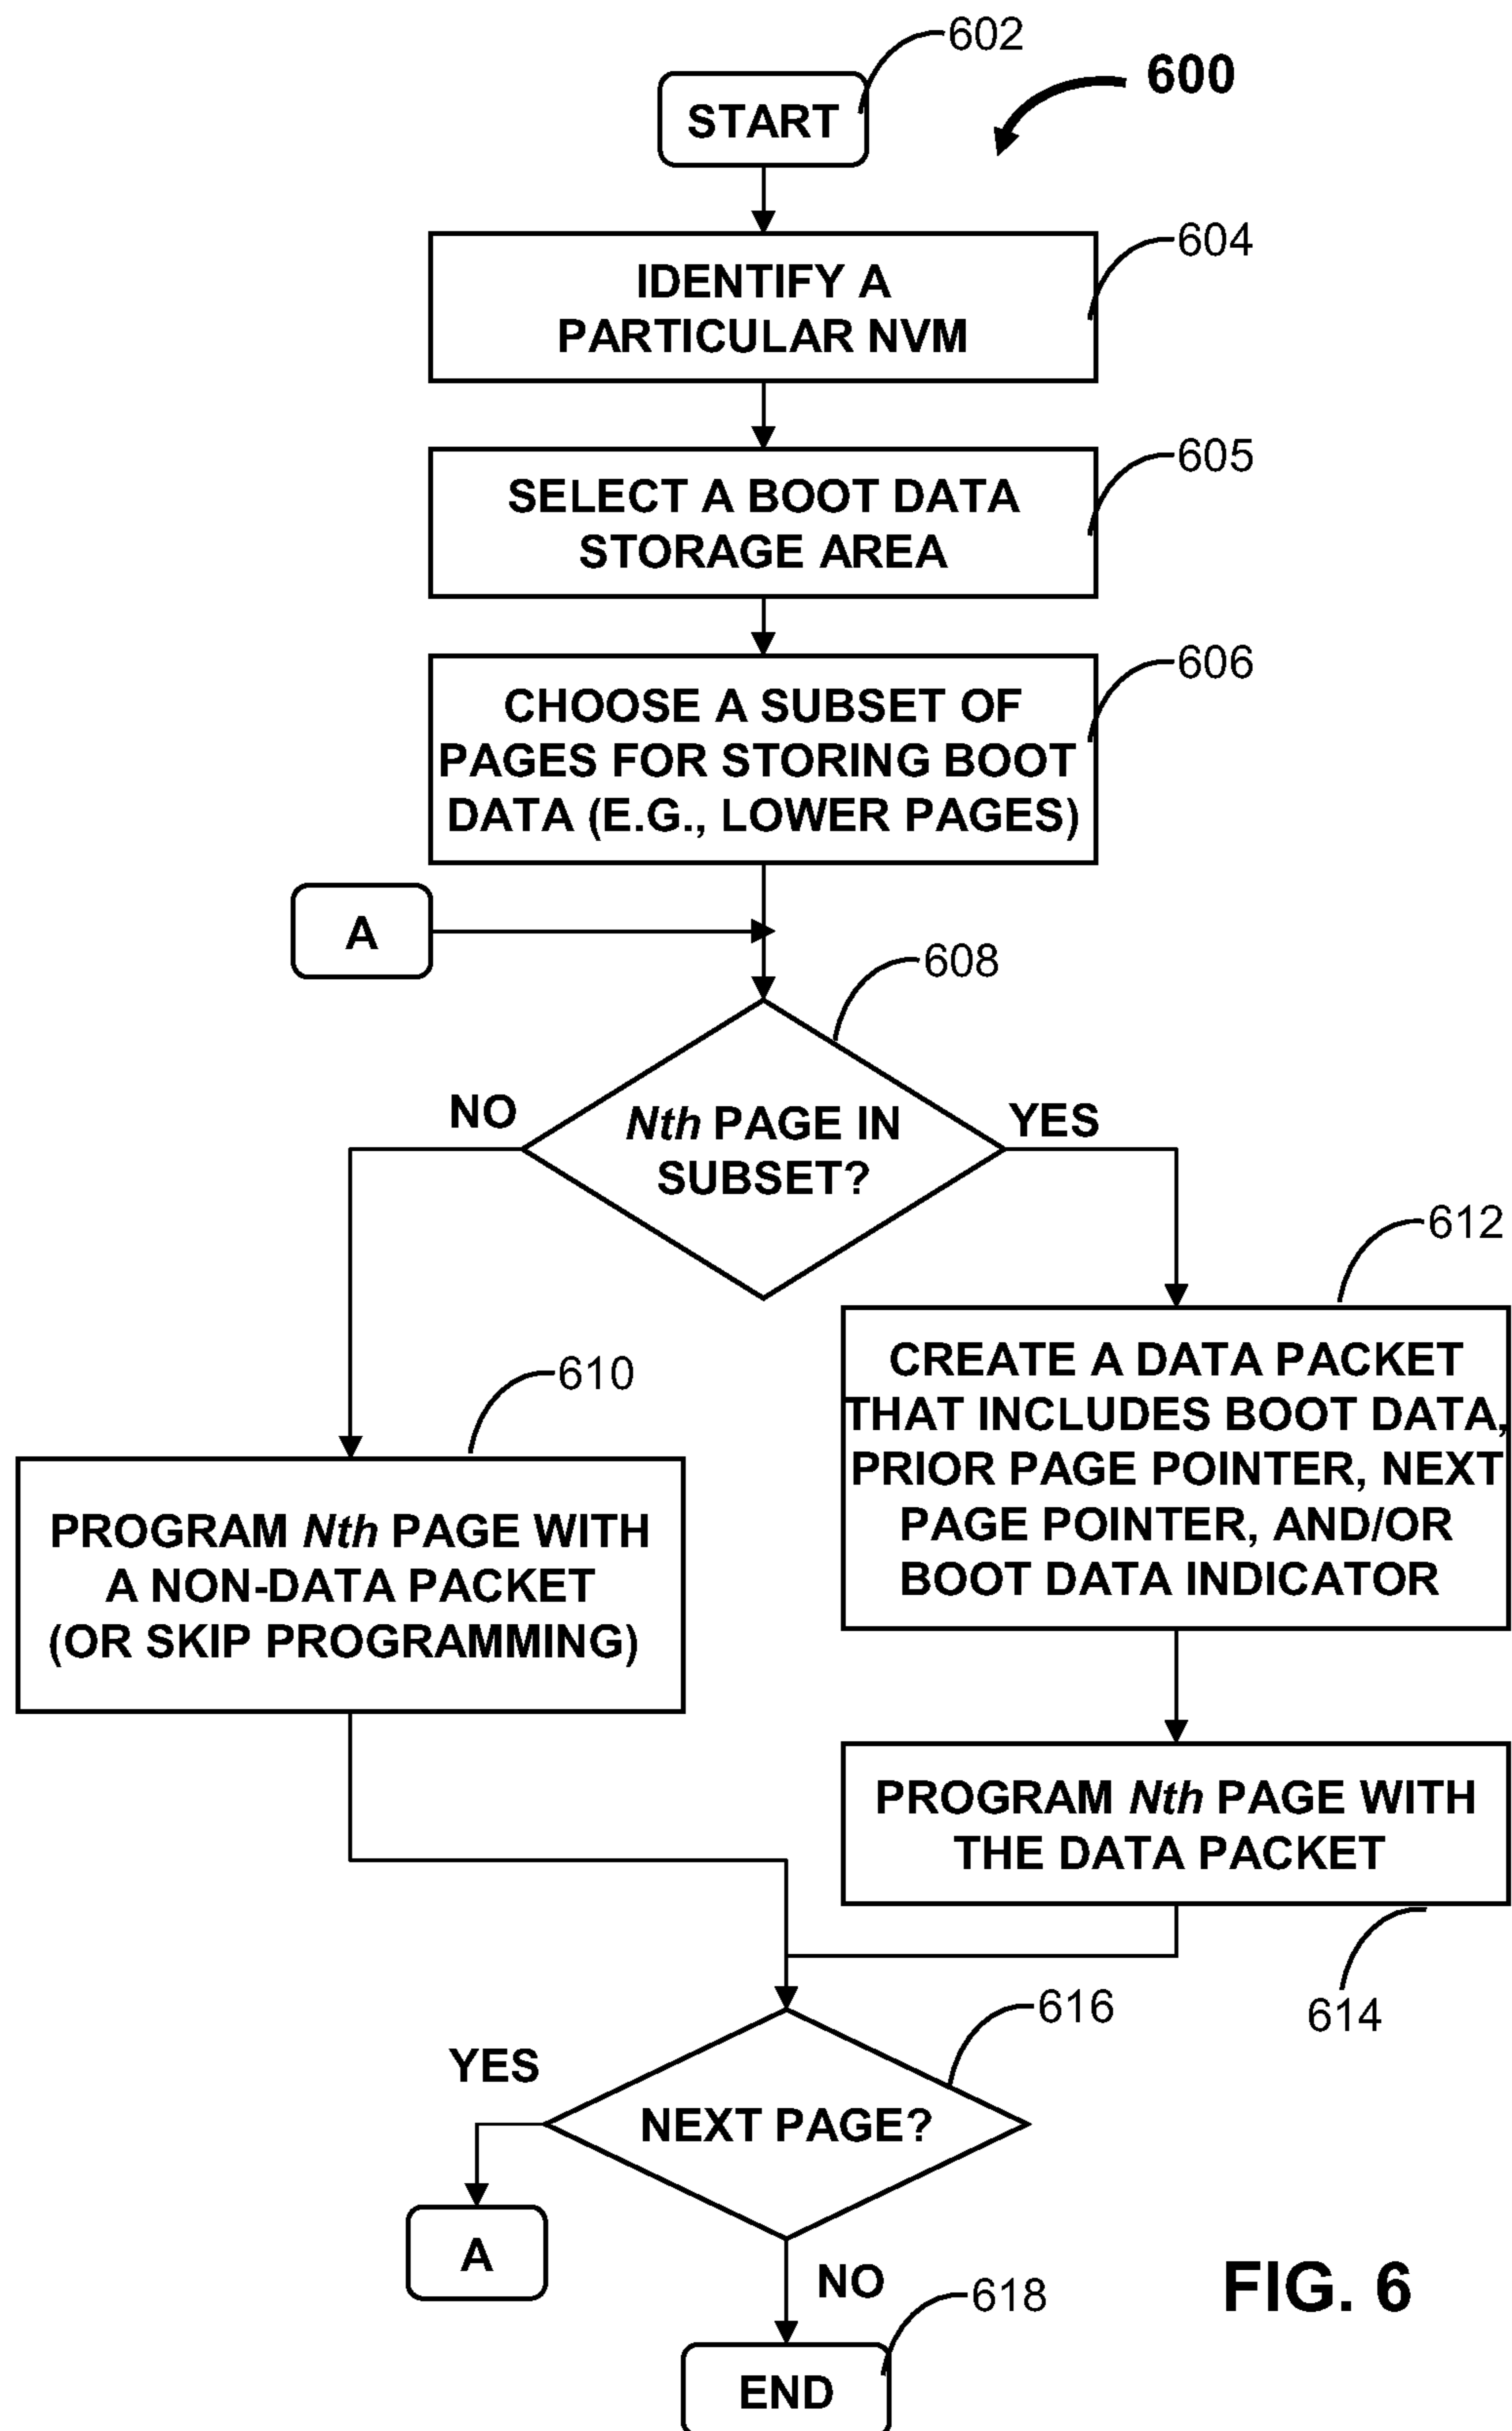 602
600
START
604
IDENTIFY A
PARTICULAR NVM
605
SELECT A BOOT DATA
STORAGE AREA
606
CHOOSE A SUBSET OF
PAGES FOR STORING BOOT
DATA (E.G., LOWER PAGES)
A
608
NO
Nth PAGE IN
SUBSET?
YES
612
610
CREATE A DATA PACKET
THAT INCLUDES BOOT DATA,
PRIOR PAGE POINTER, NEXT
PAGE POINTER, AND/OR
BOOT DATA INDICATOR
PROGRAM Nth PAGE WITH
A NON-DATA PACKET
(OR SKIP PROGRAMMING)
PROGRAM Nth PAGE WITH
THE DATA PACKET
614
616
YES
NEXT PAGE?
A
NO
618
FIG. 6
END